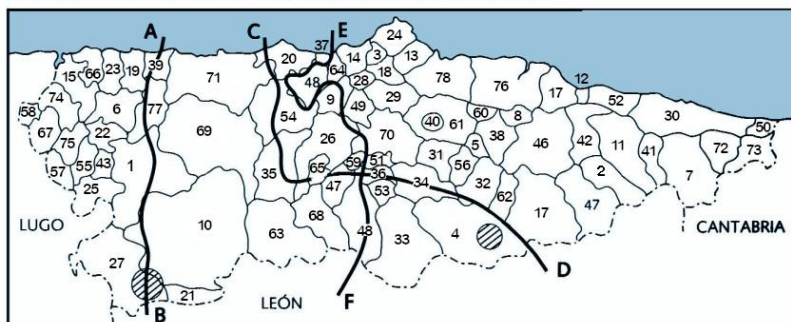 A C E
37 24
20 14 3 13
15 66 23 19 39 71 48 64 28 18 78 76 17 12
74 6 77 54 9 49 29 52 30
58 22 69 40 61 60 8 50
67 75 26 70 5 38 46 42 11 41 72 73
57 55 43 1 35 65 59 51 31 56 2 7
25 47 36 34 32 62 47
10 53 CANTABRIA
LUGO 63 68 48 33 4 17
27 D
21 LEÓN F
B